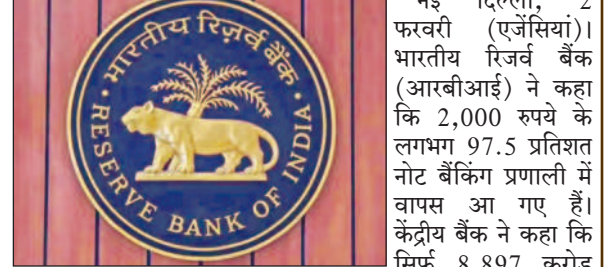 भारतीय रिज़र्व बैंक
RESERVE BANK OF INDIA
नई दिल्ली, 2
फरवरी (एजेंसियां)।
भारतीय रिजर्व बैंक
(आरबीआई) ने कहा
कि 2,000 रुपये के
लगभग 97.5 प्रतिशत
नोट बैंकिंग प्रणाली में
वापस आ गए हैं।
केंद्रीय बैंक ने कहा कि
सिर्फ 8,897 करोड़